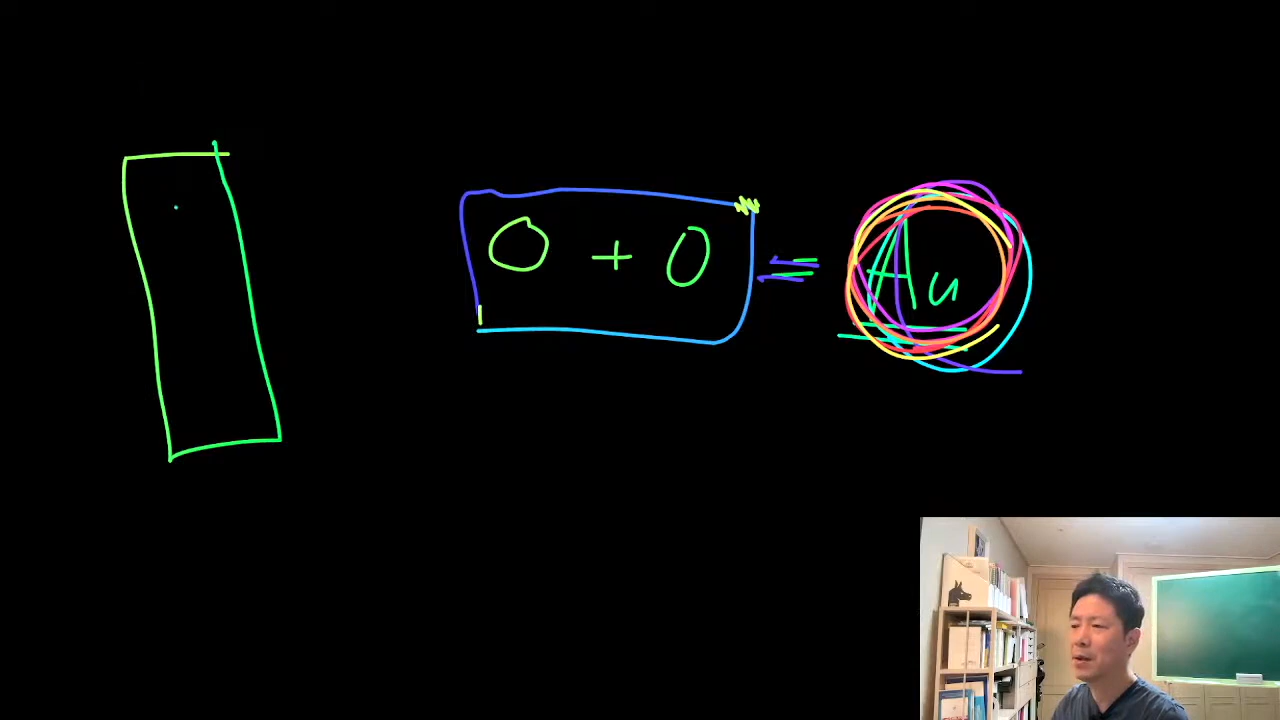 O + O = Au